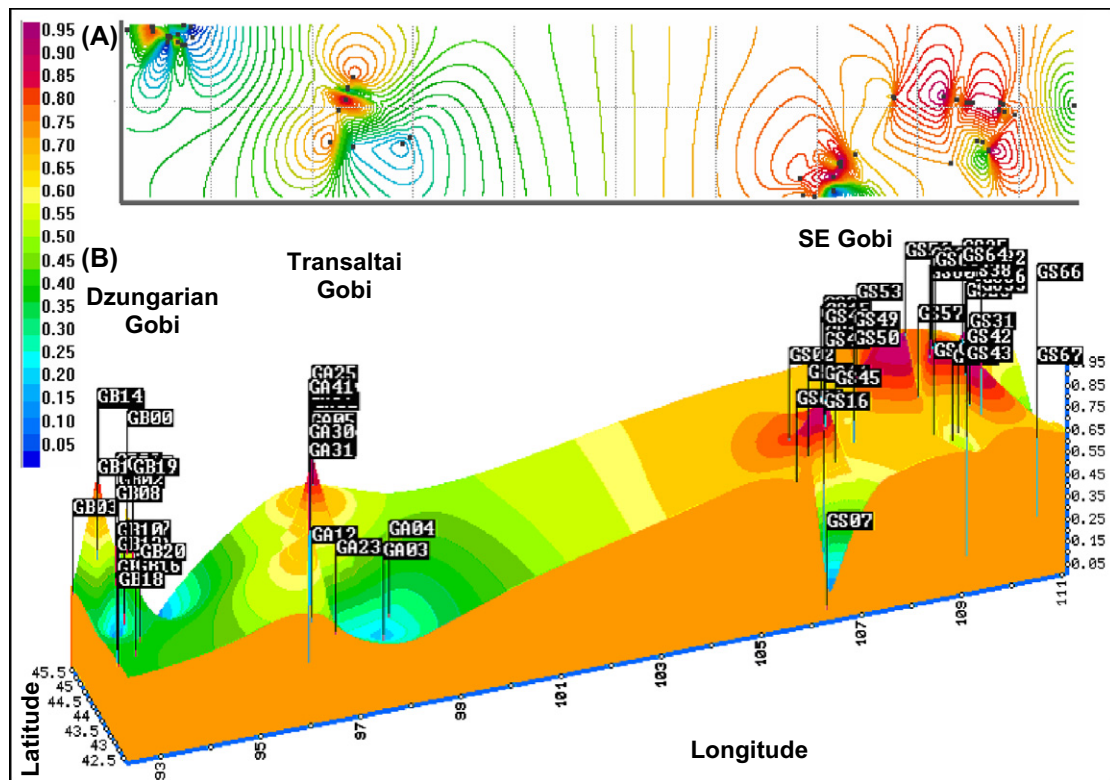 0.95
0.90
0.85
0.80
0.75
0.70
0.65
0.60
0.55
0.50
0.45
0.40
0.35
0.30
0.25
0.20
0.15
0.10
0.05
(A)
(B)
Dzungarian
Gobi
Transaltai
Gobi
SE Gobi
GB14
GB00
GB19
GB03
GB08
GB20
GB18
GA25
GA41
GA30
GA31
GA12
GA23
GA04
GA03
GS53
GS49
GS50
GS45
GS16
GS07
GS57
GS64
GS38
GS66
GS31
GS42
GS43
GS67
0.95
0.85
0.75
0.65
0.55
0.45
0.35
0.25
0.15
0.05
45.5
45
44.5
44
43.5
43
42.5
Latitude
93
95
97
99
101
103
105
107
109
111
Longitude